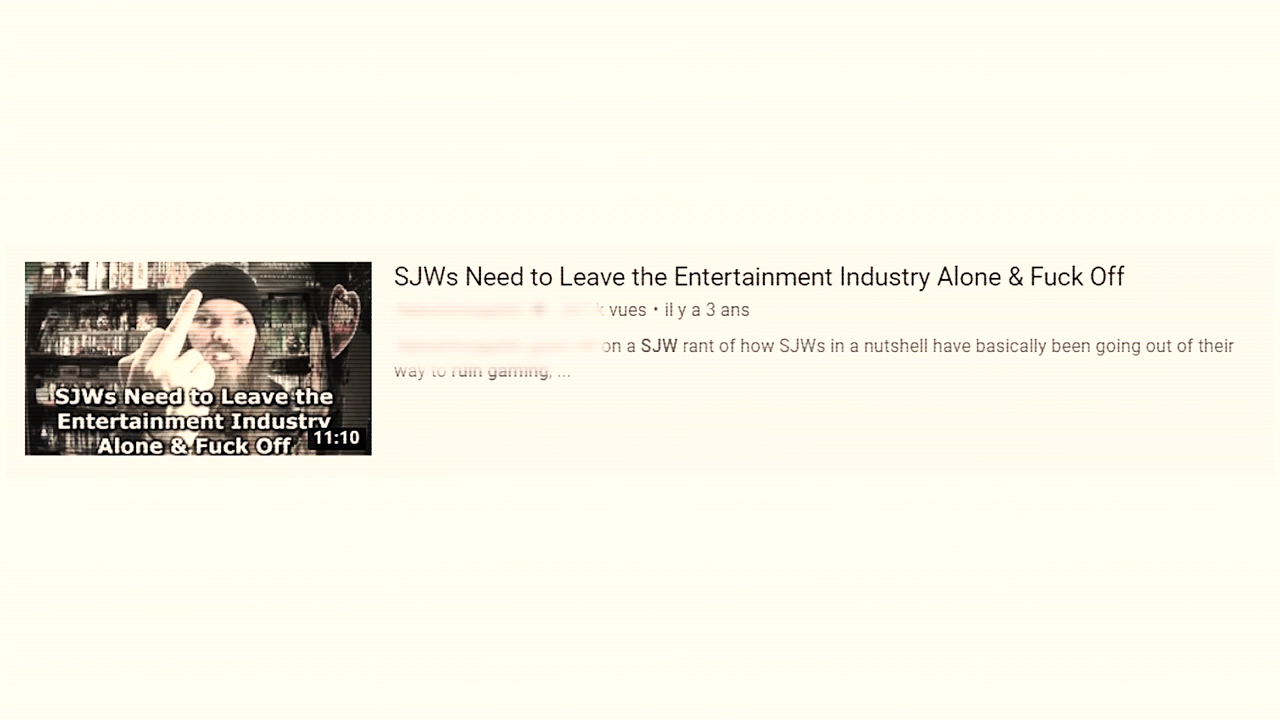 SJWs Need to Leave the
Entertainment Industry
Alone & Fuck Off
11:10
SJWs Need to Leave the Entertainment Industry Alone & Fuck Off
vues • il y a 3 ans
on a SJW rant of how SJWs in a nutshell have basically been going out of their
way to ruin gaming, ...